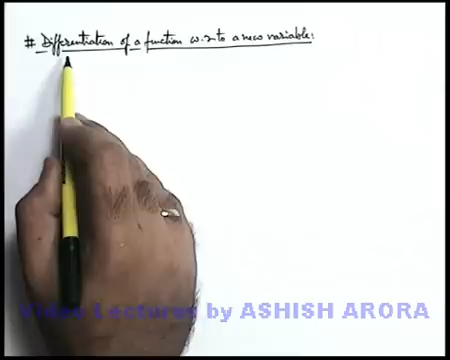 # Differentiation of a function w.r.to a new variable:
Video Lectures by ASHISH ARORA